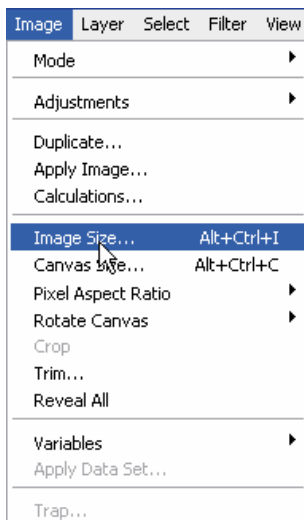 Image Layer Select Filter View
Mode
Adjustments
Duplicate...
Apply Image...
Calculations...
Image Size... Alt+Ctrl+I
Canvas Size... Alt+Ctrl+C
Pixel Aspect Ratio
Rotate Canvas
Crop
Trim...
Reveal All
Variables
Apply Data Set...
Trap...